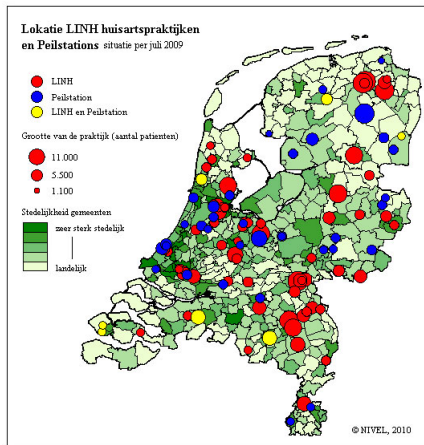 Lokatie LINH huisartspraktijken
en Peilstations situatie per juli 2009
LINH
Peilstation
LINH en Peilstation
Grootte van de praktijk (aantal patienten)
11.000
5.500
1.100
Stedelijkheid gemeenten
zeer sterk stedelijk
landelijk
© NIVEL, 2010